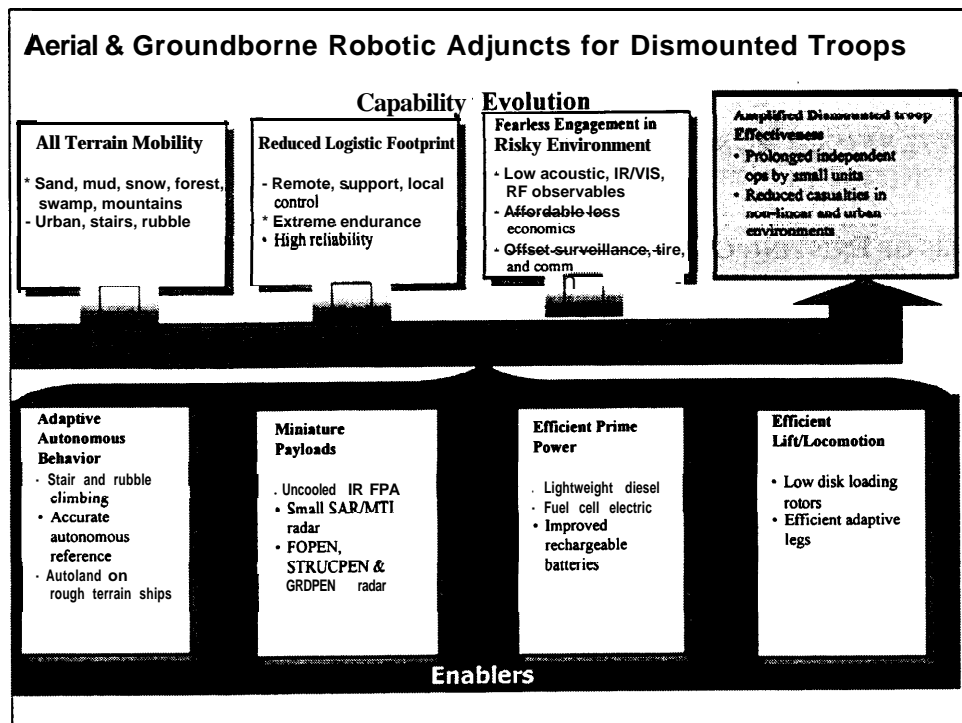 Aerial & Groundborne Robotic Adjuncts for Dismounted Troops
Capability Evolution
All Terrain Mobility
* Sand, mud, snow, forest,
swamp, mountains
- Urban, stairs, rubble
Reduced Logistic Footprint
- Remote, support, local
control
* Extreme endurance
• High reliability
Fearless Engagement in
Risky Environment
• Low acoustic, IR/VIS,
RF observables
- Affordable loss
economics
- Offset surveillance, tire,
and comm
Amplified Dismounted troop
Effectiveness
• Prolonged independent
ops by small units
• Reduced casualties in
non-linear and urban
environments
Adaptive
Autonomous
Behavior
· Stair and rubble
climbing
• Accurate
autonomous
reference
· Autoland on
rough terrain ships
Miniature
Payloads
. Uncooled IR FPA
• Small SAR/MTI
radar
• FOPEN,
STRUCPEN &
GRDPEN radar
Efficient Prime
Power
. Lightweight diesel
· Fuel cell electric
• Improved
rechargeable
batteries
Efficient
Lift/Locomotion
• Low disk loading
rotors
• Efficient adaptive
legs
Enablers